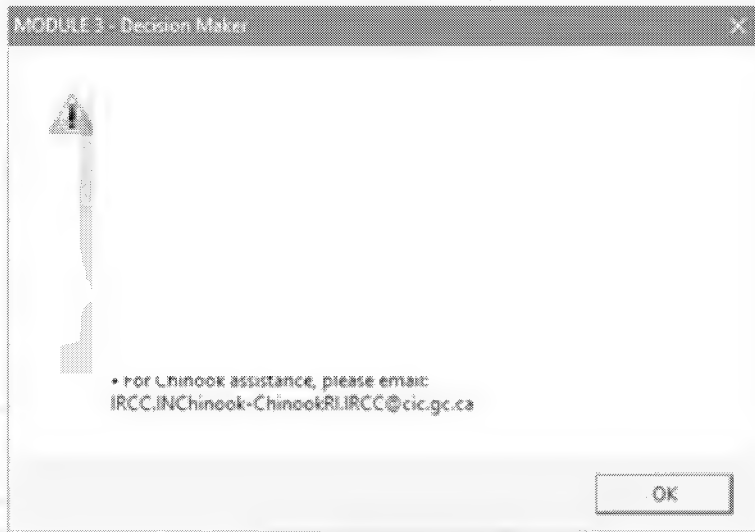 MODULE 3 - Decision Maker
• For Chinook assistance, please email:
IRCC.INChinook-ChinookRI.IRCC@cic.gc.ca
OK